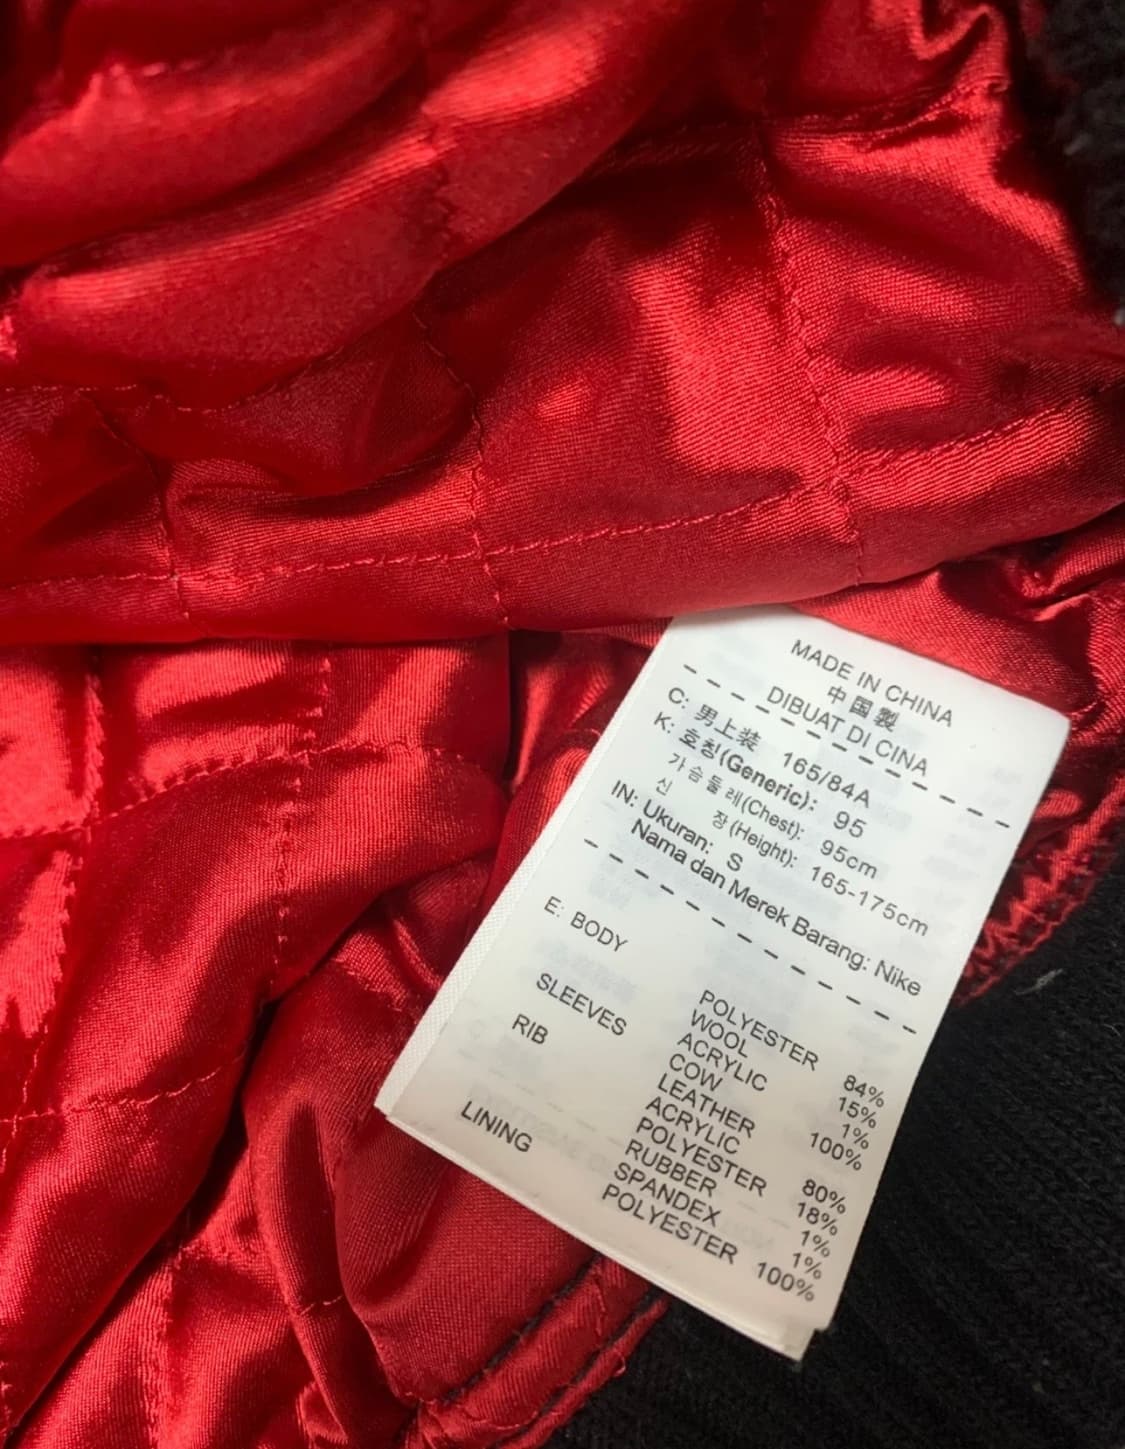 MADE IN CHINA
中国製
DIBUAT DI CINA
C: 男上装 165/84A
K: 호칭(Generic): 95
가슴둘레(Chest): 95cm
신 장(Height): 165-175cm
IN: Ukuran: S
Nama dan Merek Barang: Nike
E: BODY POLYESTER 84%
WOOL 15%
ACRYLIC 1%
SLEEVES COW 100%
LEATHER
RIB ACRYLIC 80%
POLYESTER 18%
RUBBER 1%
SPANDEX 1%
LINING POLYESTER 100%